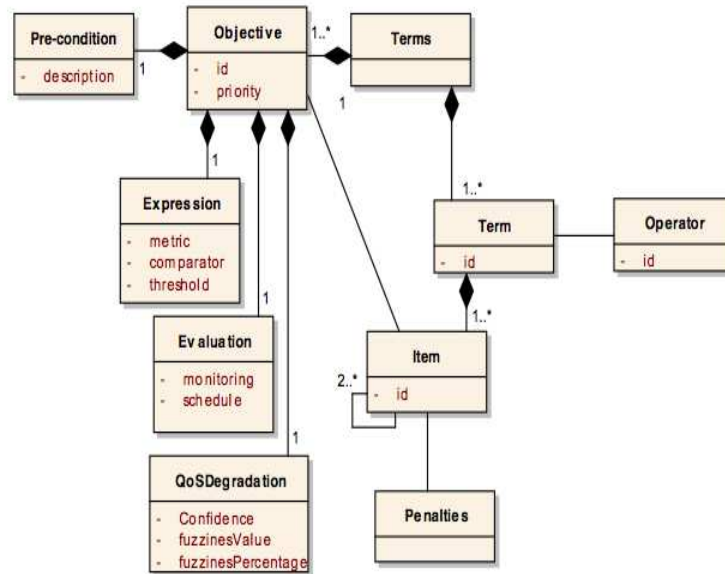 Pre-condition
- description
1
Objective
- id
- priority
1..*
1
Terms
1
Expression
- metric
- comparator
- threshold
1..*
Term
- id
Operator
- id
1
Evaluation
- monitoring
- schedule
1..*
2..*
Item
- id
1
QoSDegradation
- Confidence
- fuzzinesValue
- fuzzinesPercentage
Penalties